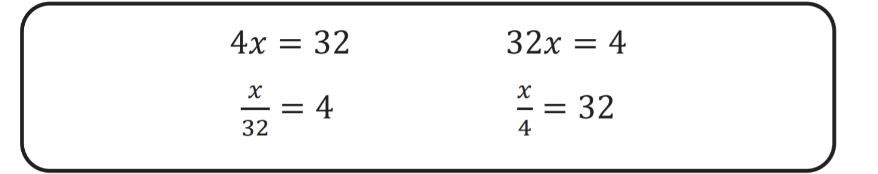 4x = 32 32x = 4
x/32 = 4 x/4 = 32